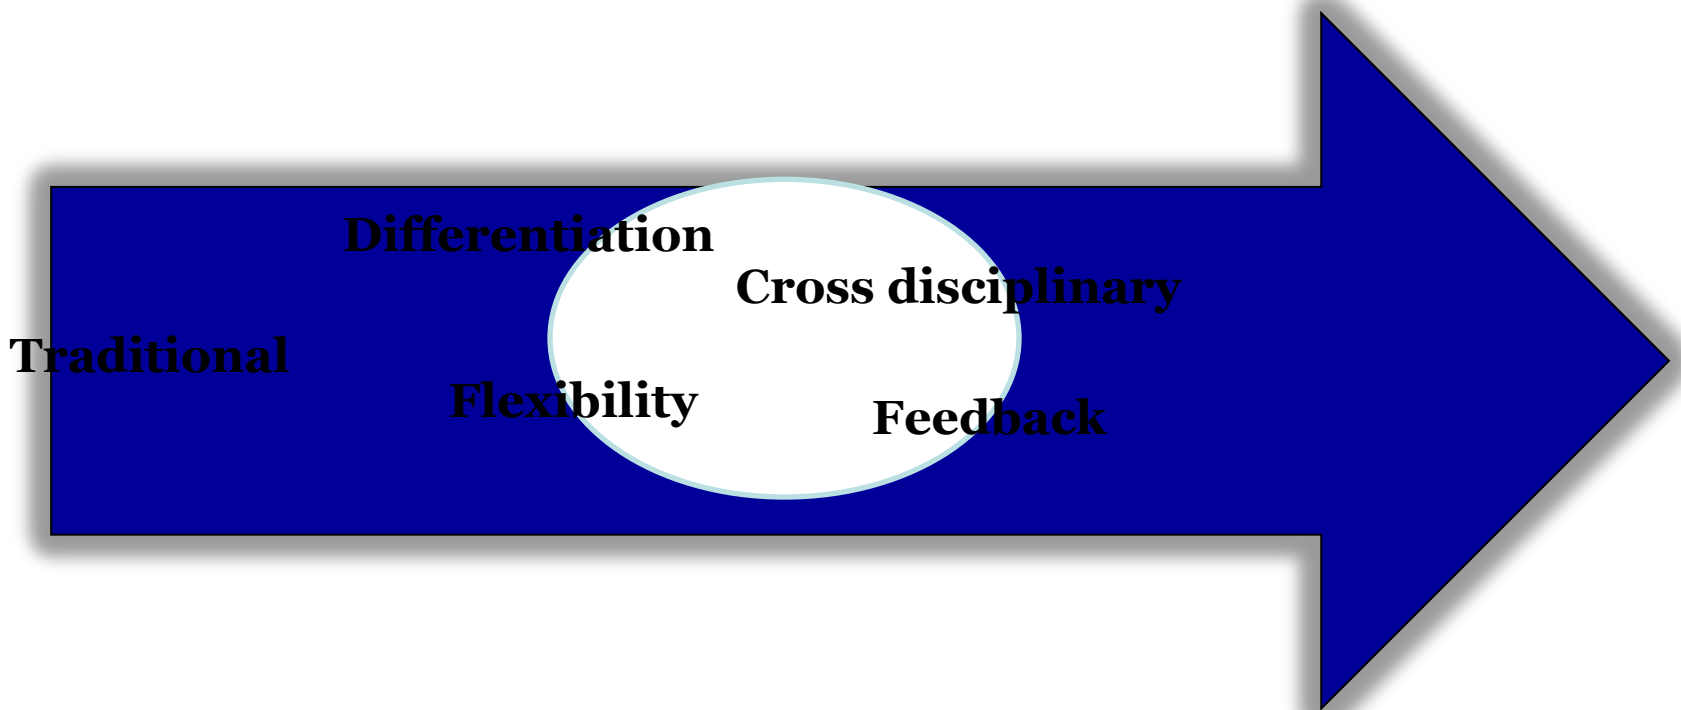 Differentiation
Cross disciplinary
Traditional
Flexibility
Feedback